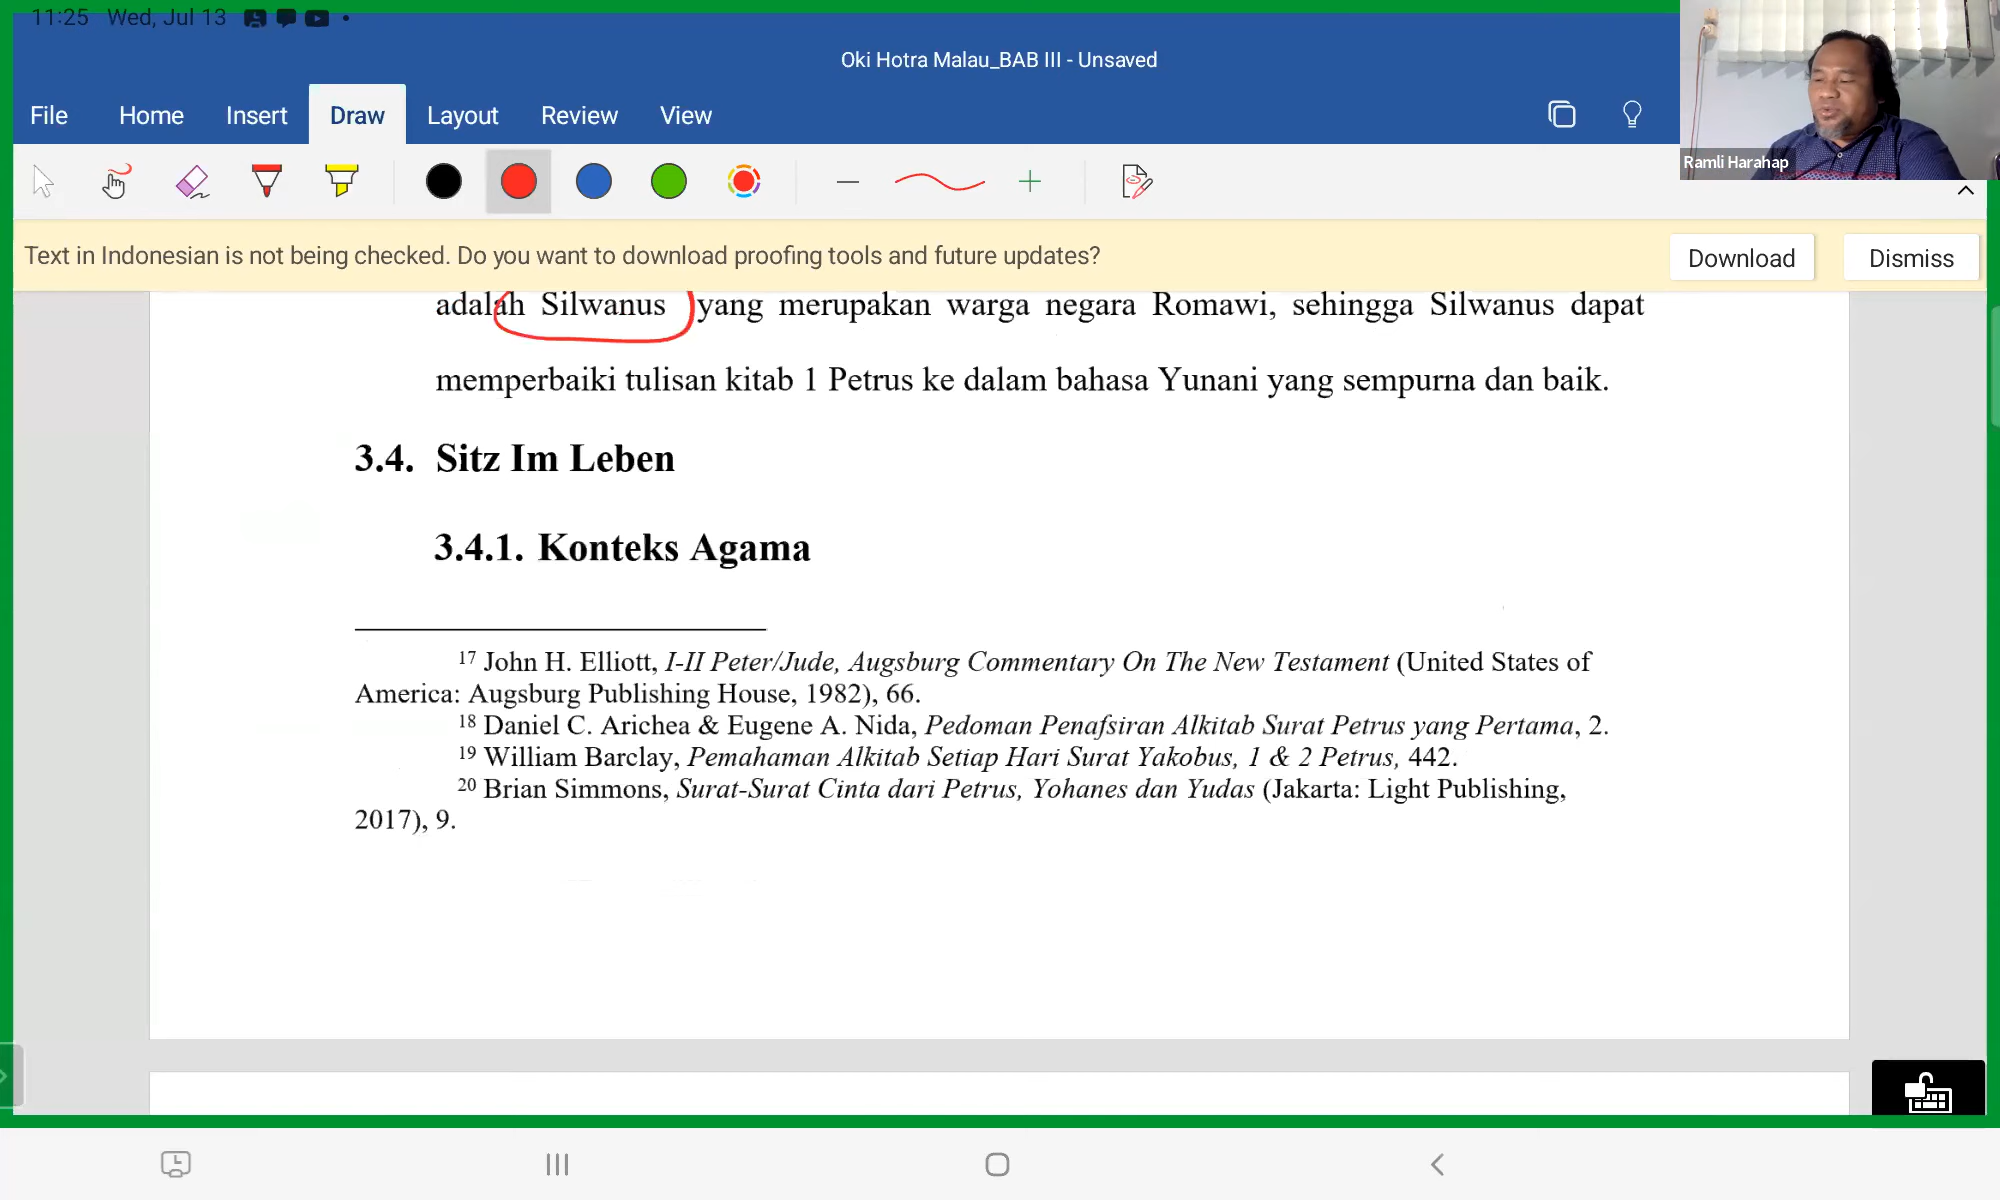 11:25 Wed, Jul 13
Oki Hotra Malau_BAB III - Unsaved
File Home Insert Draw Layout Review View
Ramli Harahap
Text in Indonesian is not being checked. Do you want to download proofing tools and future updates? Download Dismiss
adalah Silwanus yang merupakan warga negara Romawi, sehingga Silwanus dapat
memperbaiki tulisan kitab 1 Petrus ke dalam bahasa Yunani yang sempurna dan baik.
3.4. Sitz Im Leben
3.4.1. Konteks Agama
17 John H. Elliott, I-II Peter/Jude, Augsburg Commentary On The New Testament (United States of
America: Augsburg Publishing House, 1982), 66.
18 Daniel C. Arichea & Eugene A. Nida, Pedoman Penafsiran Alkitab Surat Petrus yang Pertama, 2.
19 William Barclay, Pemahaman Alkitab Setiap Hari Surat Yakobus, 1 & 2 Petrus, 442.
20 Brian Simmons, Surat-Surat Cinta dari Petrus, Yohanes dan Yudas (Jakarta: Light Publishing,
2017), 9.